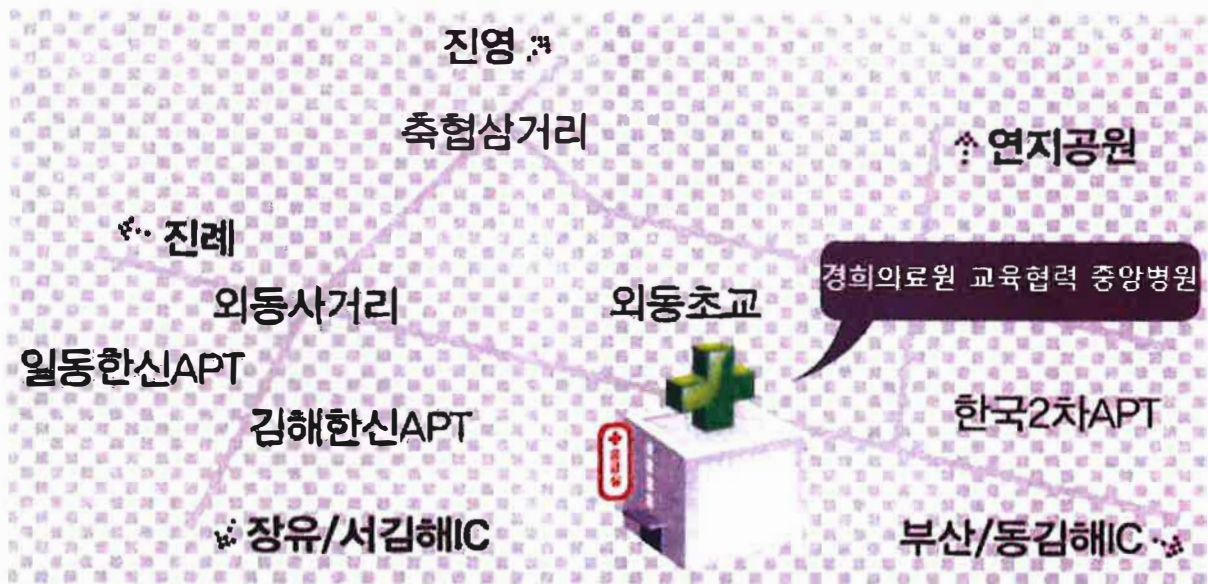 진영
축협삼거리
연지공원
진례
경희의료원 교육협력 중앙병원
외동사거리
외동초교
일동한신APT
한국2차APT
김해한신APT
장유/서김해IC
부산/동김해IC